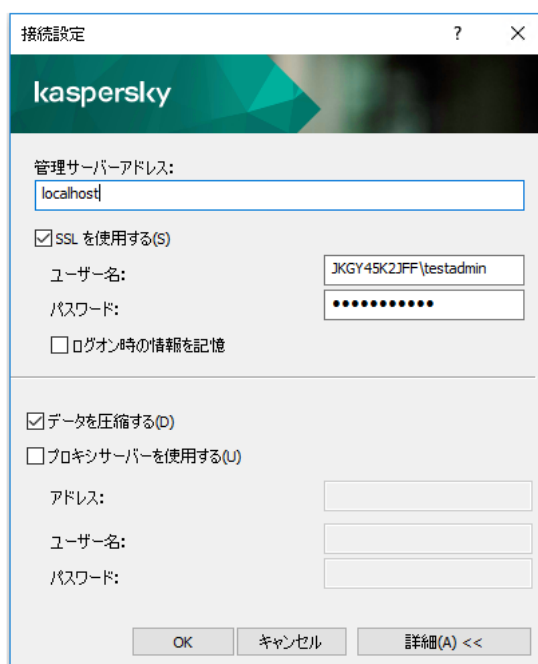 接続設定
kaspersky
管理サーバーアドレス:
localhost
SSL を使用する(S)
ユーザー名: JKGY45K2JFF\testadmin
パスワード: ●●●●●●●●●●●
ログオン時の情報を記憶
データを圧縮する(D)
プロキシサーバーを使用する(U)
アドレス:
ユーザー名:
パスワード:
OK キャンセル 詳細(A) <<